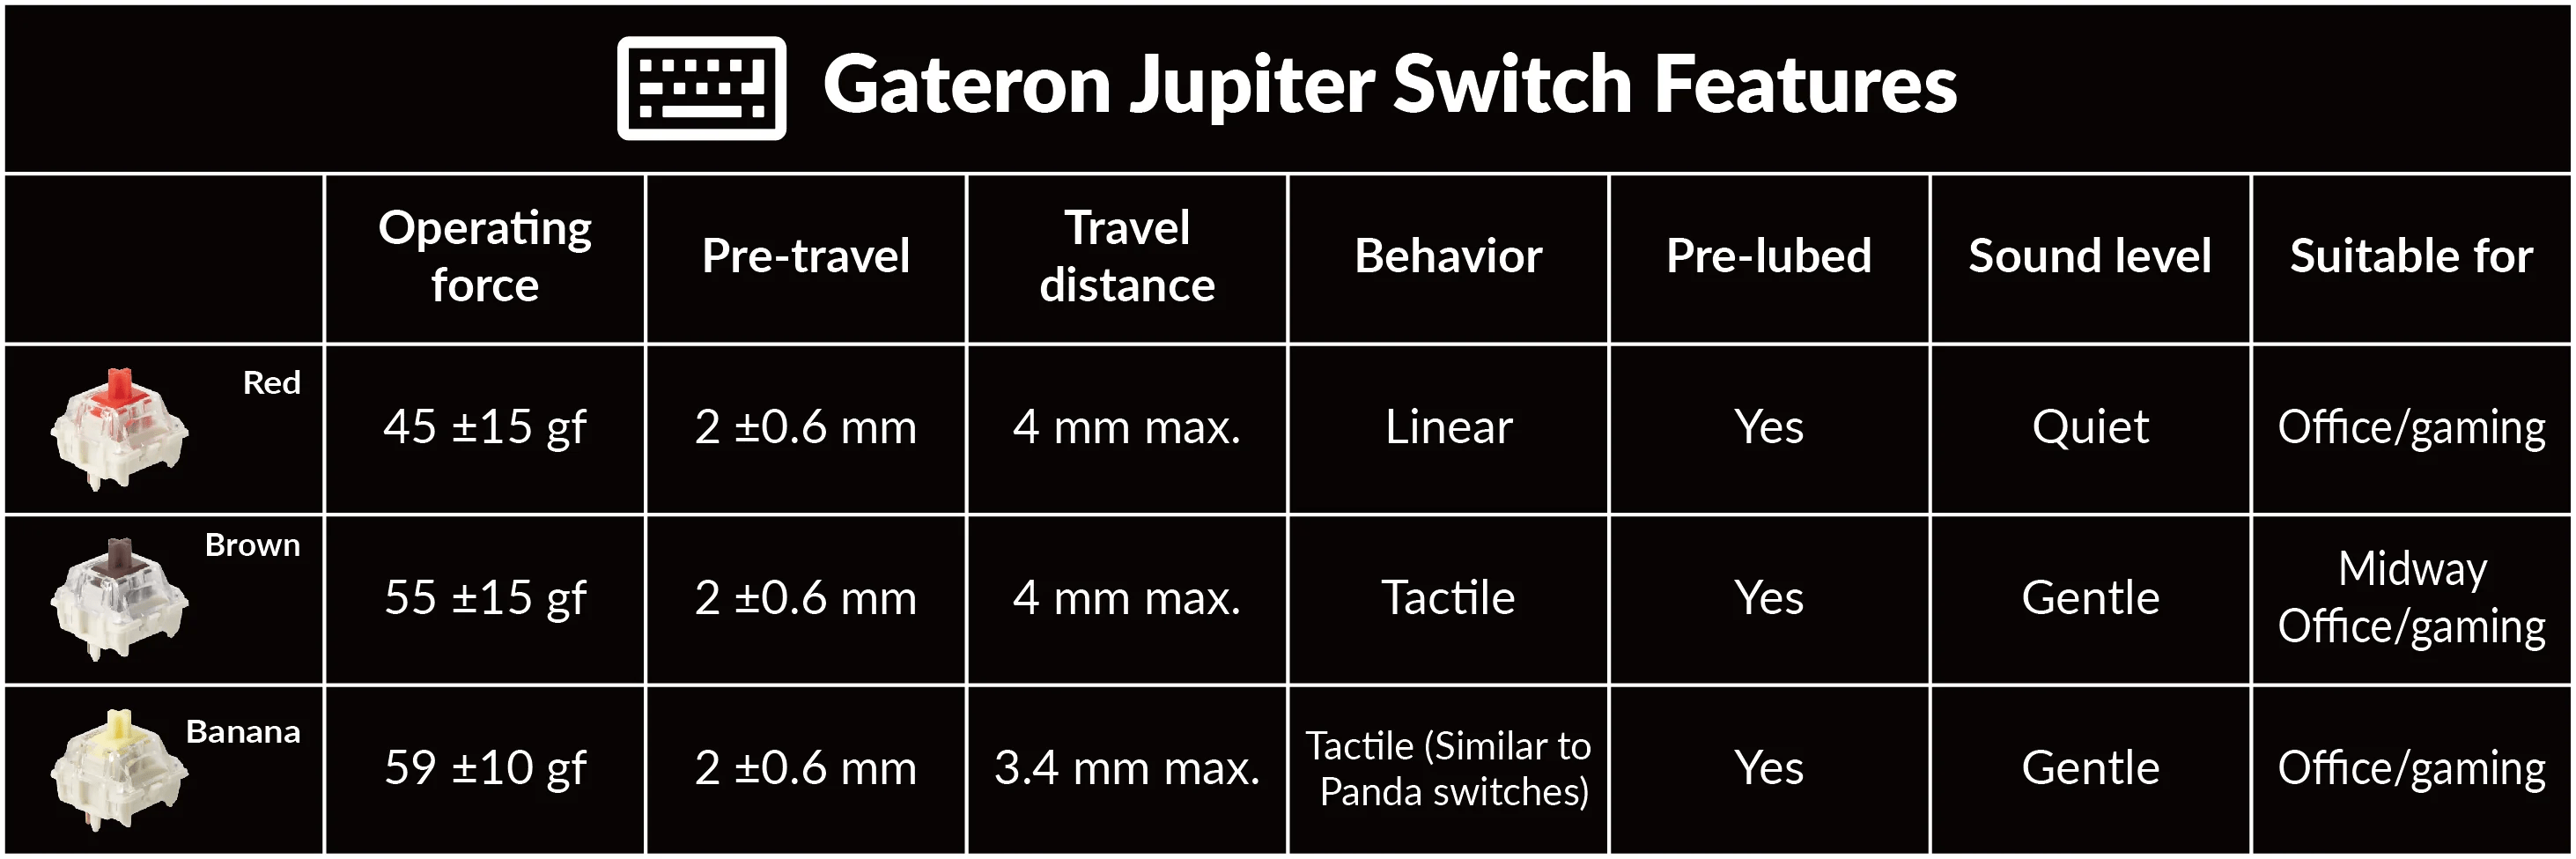 Gateron Jupiter Switch Features
Operating
force
Pre-travel
Travel
distance
Behavior
Pre-lubed
Sound level
Suitable for
Red
45 ±15 gf
2 ±0.6 mm
4 mm max.
Linear
Yes
Quiet
Office/gaming
Brown
55 ±15 gf
2 ±0.6 mm
4 mm max.
Tactile
Yes
Gentle
Midway
Office/gaming
Banana
59 ±10 gf
2 ±0.6 mm
3.4 mm max.
Tactile (Similar to
Panda switches)
Yes
Gentle
Office/gaming